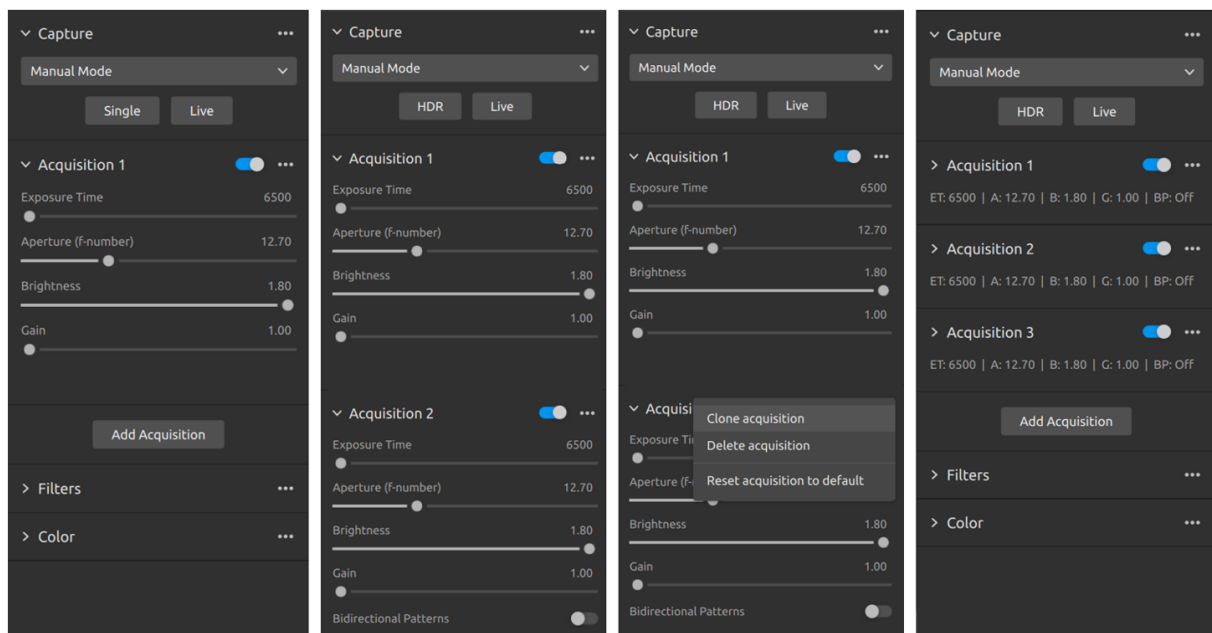 Capture
Manual Mode
Single Live
Acquisition 1
Exposure Time 6500
Aperture (f-number) 12.70
Brightness 1.80
Gain 1.00
Add Acquisition
Filters
Color
Capture
Manual Mode
HDR Live
Acquisition 1
Exposure Time 6500
Aperture (f-number) 12.70
Brightness 1.80
Gain 1.00
Acquisition 2
Exposure Time 6500
Aperture (f-number) 12.70
Brightness 1.80
Gain 1.00
Bidirectional Patterns
Capture
Manual Mode
HDR Live
Acquisition 1
Exposure Time 6500
Aperture (f-number) 12.70
Brightness 1.80
Gain 1.00
Acquisi
Clone acquisition
Exposure Ti
Delete acquisition
Aperture (f-
Reset acquisition to default
Brightness 1.80
Gain 1.00
Bidirectional Patterns
Capture
Manual Mode
HDR Live
Acquisition 1
ET: 6500 | A: 12.70 | B: 1.80 | G: 1.00 | BP: Off
Acquisition 2
ET: 6500 | A: 12.70 | B: 1.80 | G: 1.00 | BP: Off
Acquisition 3
ET: 6500 | A: 12.70 | B: 1.80 | G: 1.00 | BP: Off
Add Acquisition
Filters
Color